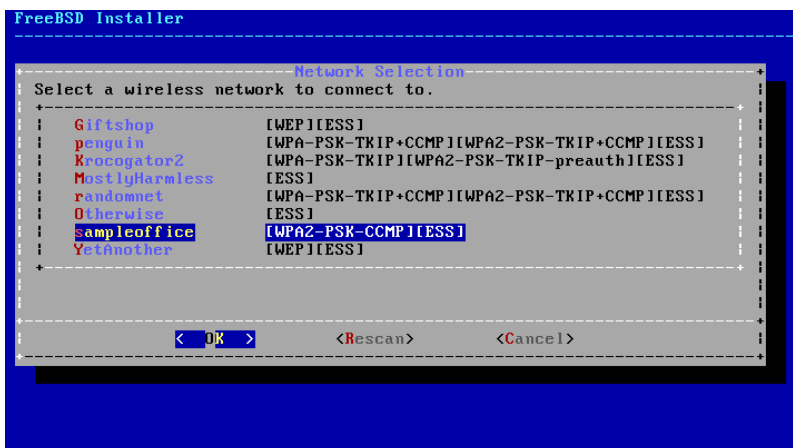 FreeBSD Installer
Network Selection
Select a wireless network to connect to.
Giftshop [WEP][ESS]
penguin [WPA-PSK-TKIP+CCMP][WPA2-PSK-TKIP+CCMP][ESS]
Krocogator2 [WPA-PSK-TKIP][WPA2-PSK-TKIP-preauth][ESS]
MostlyHarmless [ESS]
randomnet [WPA-PSK-TKIP+CCMP][WPA2-PSK-TKIP+CCMP][ESS]
Otherwise [ESS]
sampleoffice [WPA2-PSK-CCMP][ESS]
YetAnother [WEP][ESS]
< OK > <Rescan> <Cancel>